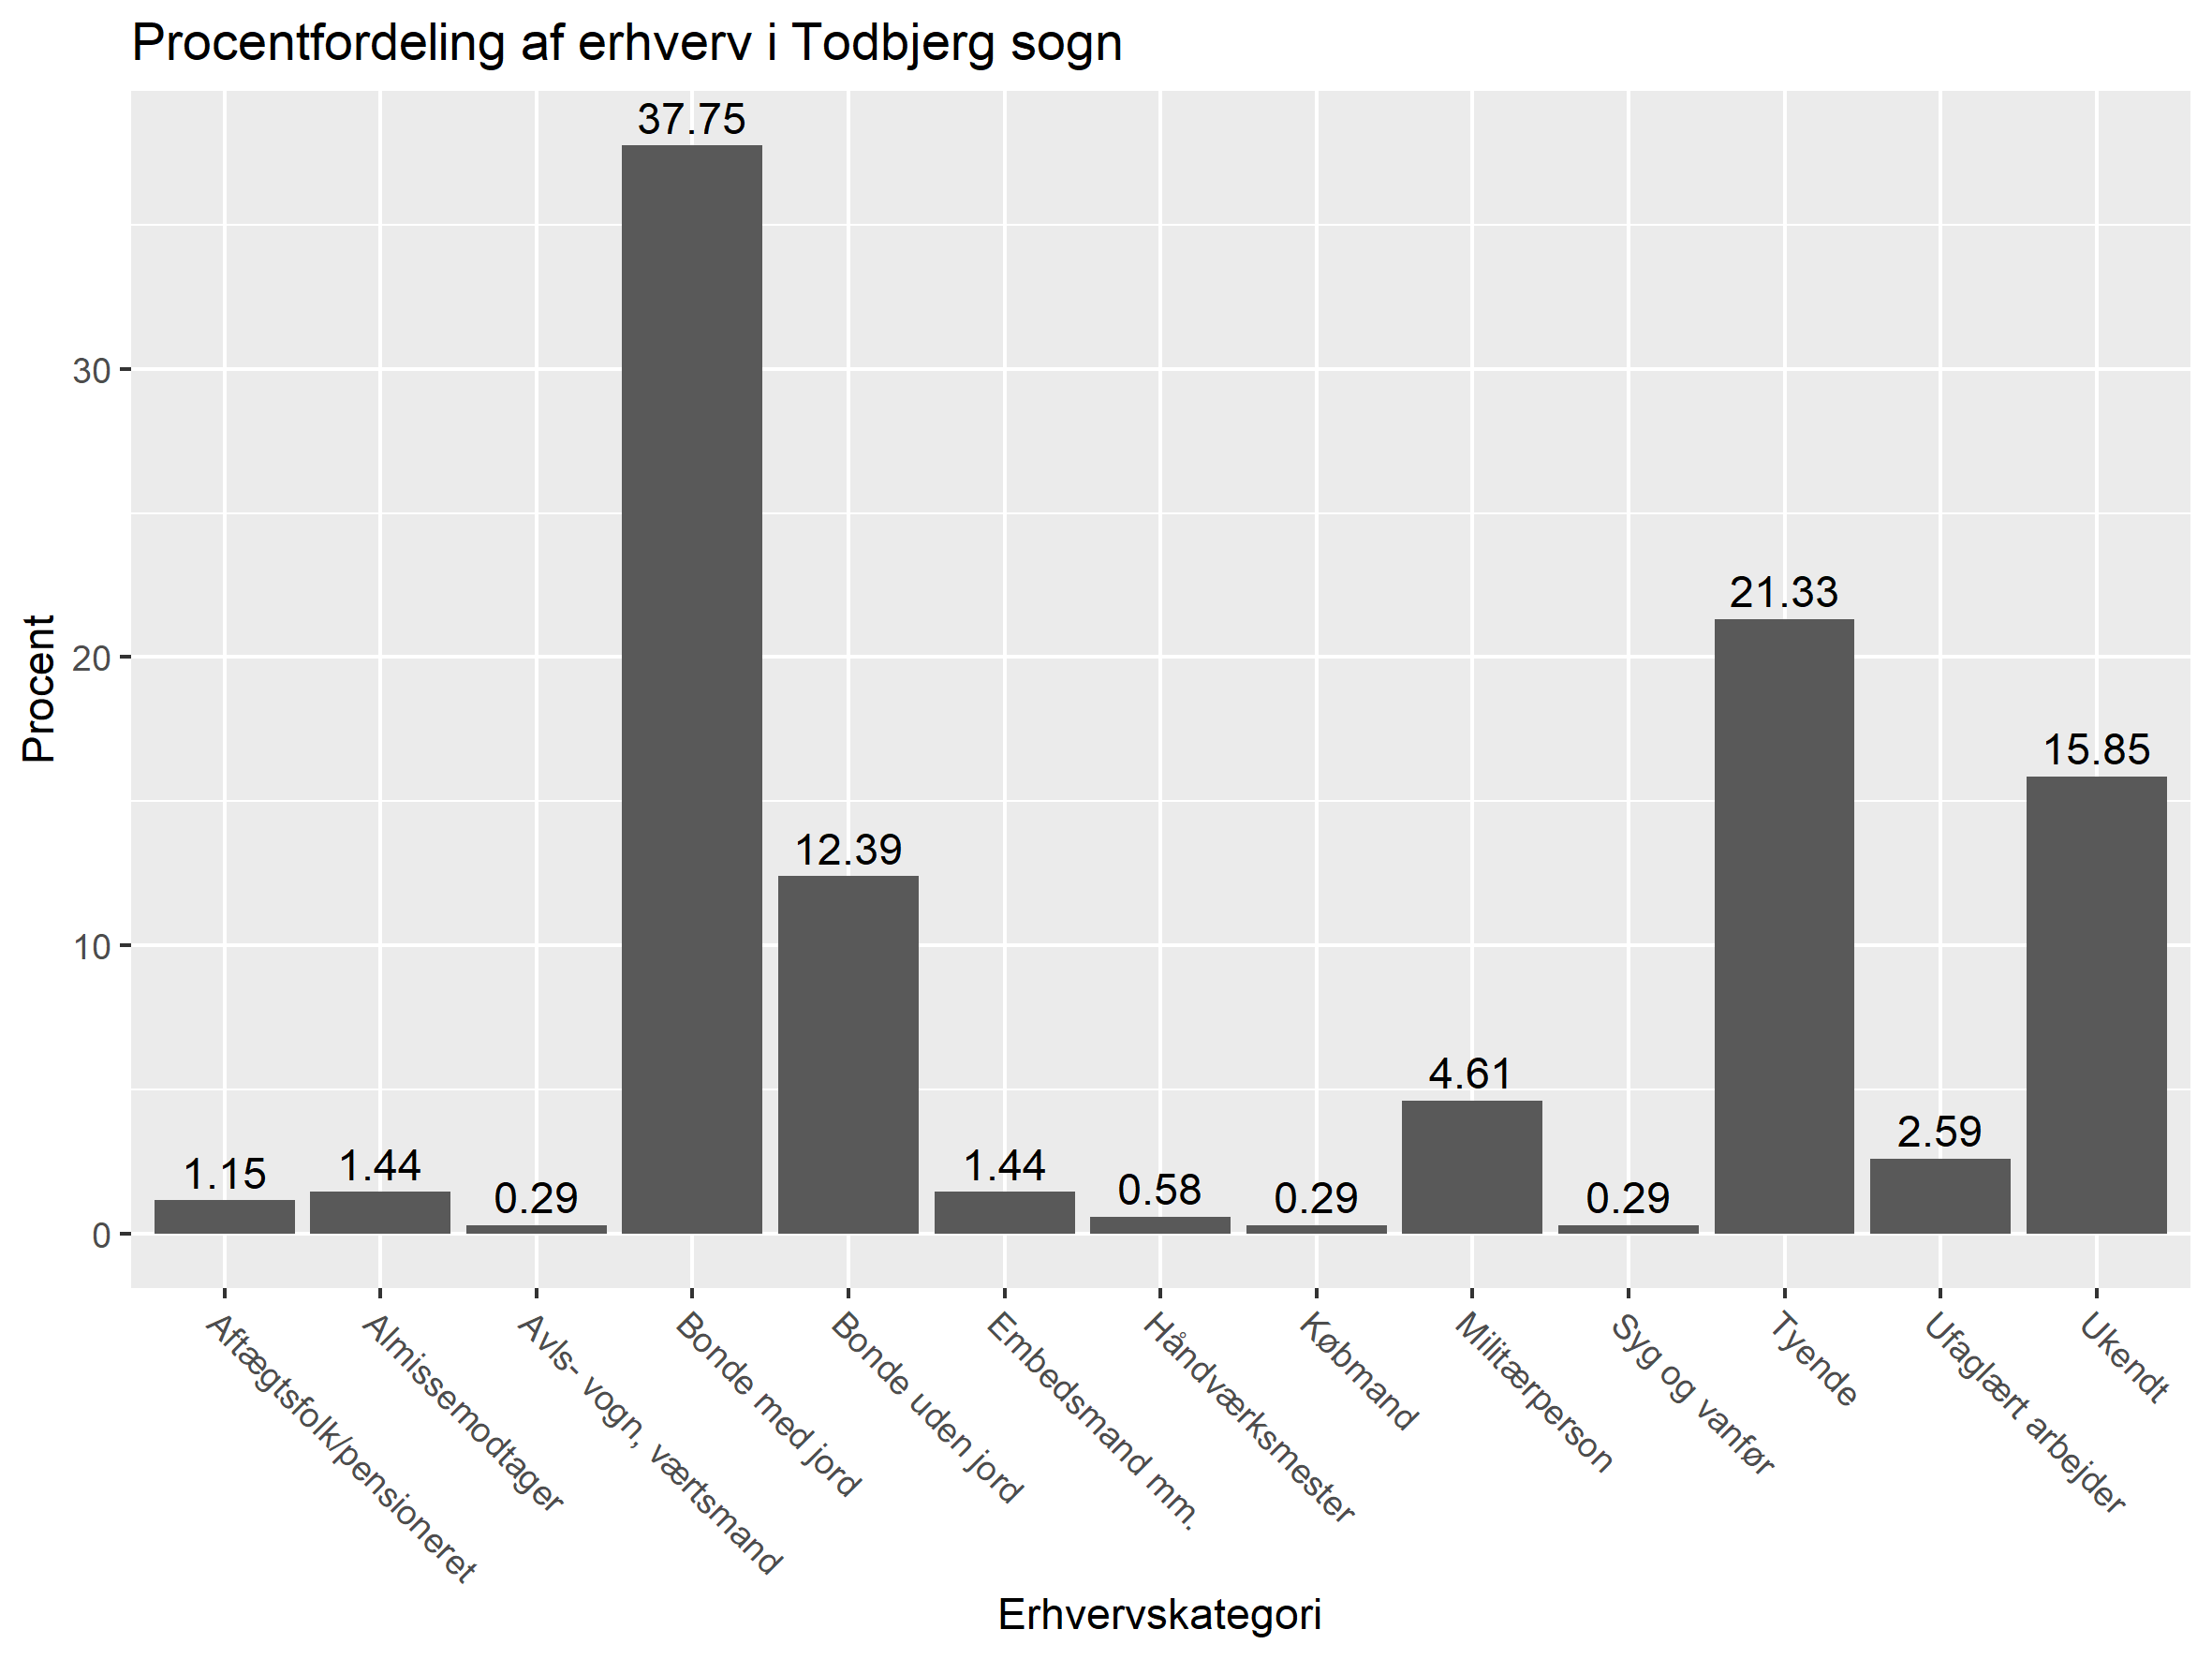 Procentfordeling af erhverv i Todbjerg sogn
Procent
30
20
10
0
1.15
1.44
0.29
37.75
12.39
1.44
0.58
0.29
4.61
0.29
21.33
2.59
15.85
Aftægtsfolk/pensioneret
Almissemodtager
Avls- vogn, værtsmand
Bonde med jord
Bonde uden jord
Embedsmand mm.
Håndværksmester
Købmand
Militærperson
Syg og vanfør
Tyende
Ufaglært arbejder
Ukendt
Erhvervskategori